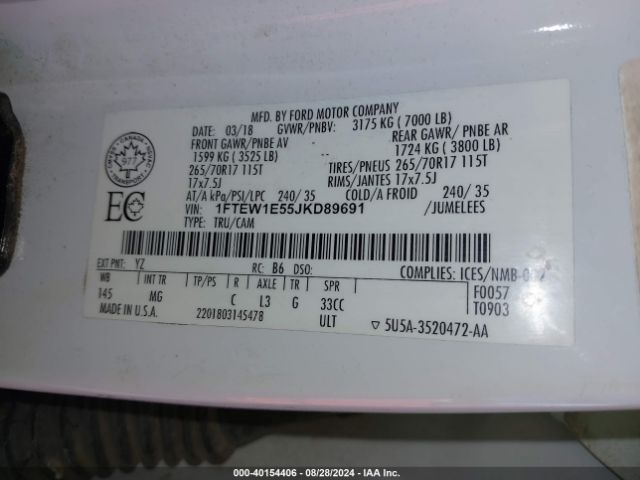 MFD. BY FORD MOTOR COMPANY
DATE: 03/18 GVWR/PNBV: 3175 KG ( 7000 LB)
FRONT GAWR/PNBE AV REAR GAWR/ PNBE AR
1599 KG ( 3525 LB) -- 1724 KG ( 3800 LB)
265/70R17 115T TIRES/PNEUS 265/70R17 115T
17x7.5J RIMS/JANTES 17x7.5J
AT/A kPa/PSI/LPC 240/ 35 COLD/A FROID 240/ 35
VIN: 1FTEW1E55JKD89691 /JUMELEES
TYPE: TRU/CAM
CANADA
977
TRANSPORT
EC
EXT PNT: YZ RC: B6 DSO: COMPLIES: ICES/NMB-
WB INT TR TP/PS R AXLE TR SPR F0057
145 MG C L3 G 33CC T0903
MADE IN U.S.A. 2201803145478 ULT ▽ 5U5A-3520472-AA
000-40154406 - 08/28/2024 - IAA Inc.